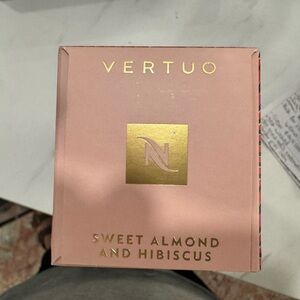 VERTUO
N
SWEET ALMOND
AND HIBISCUS